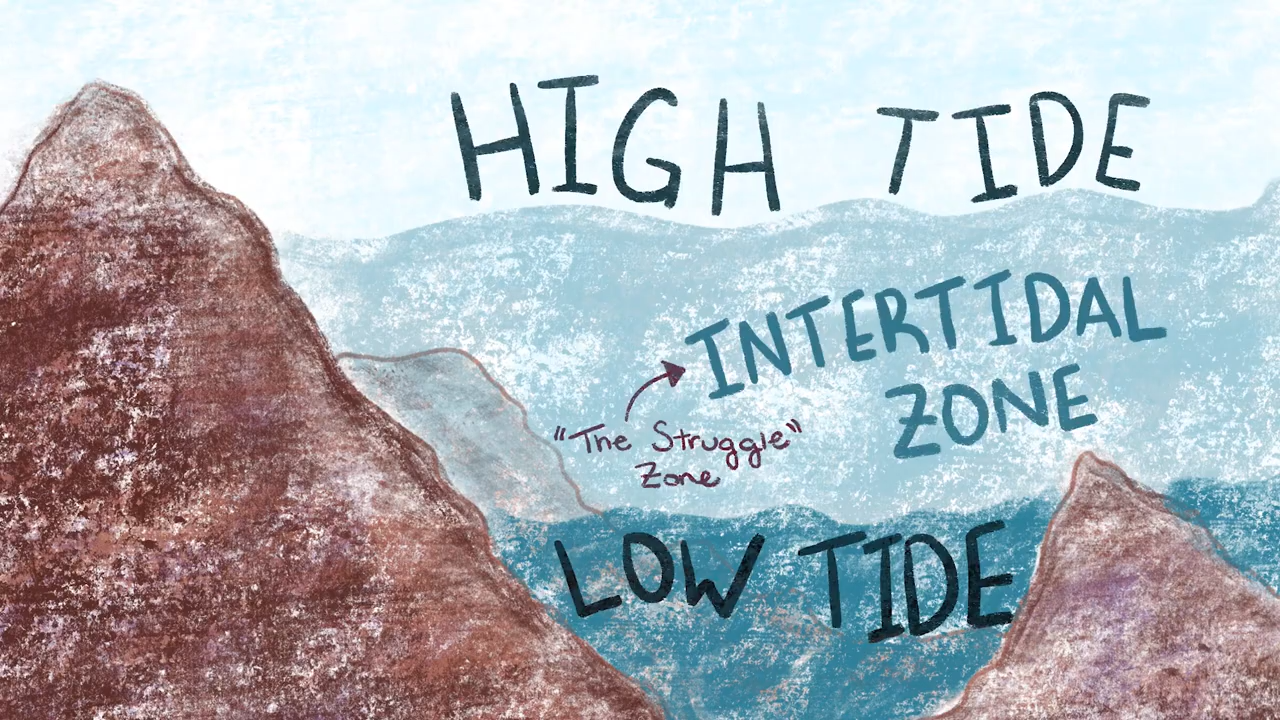 HIGH TIDE
INTERTIDAL
ZONE
"The Struggle"
Zone
LOW TIDE